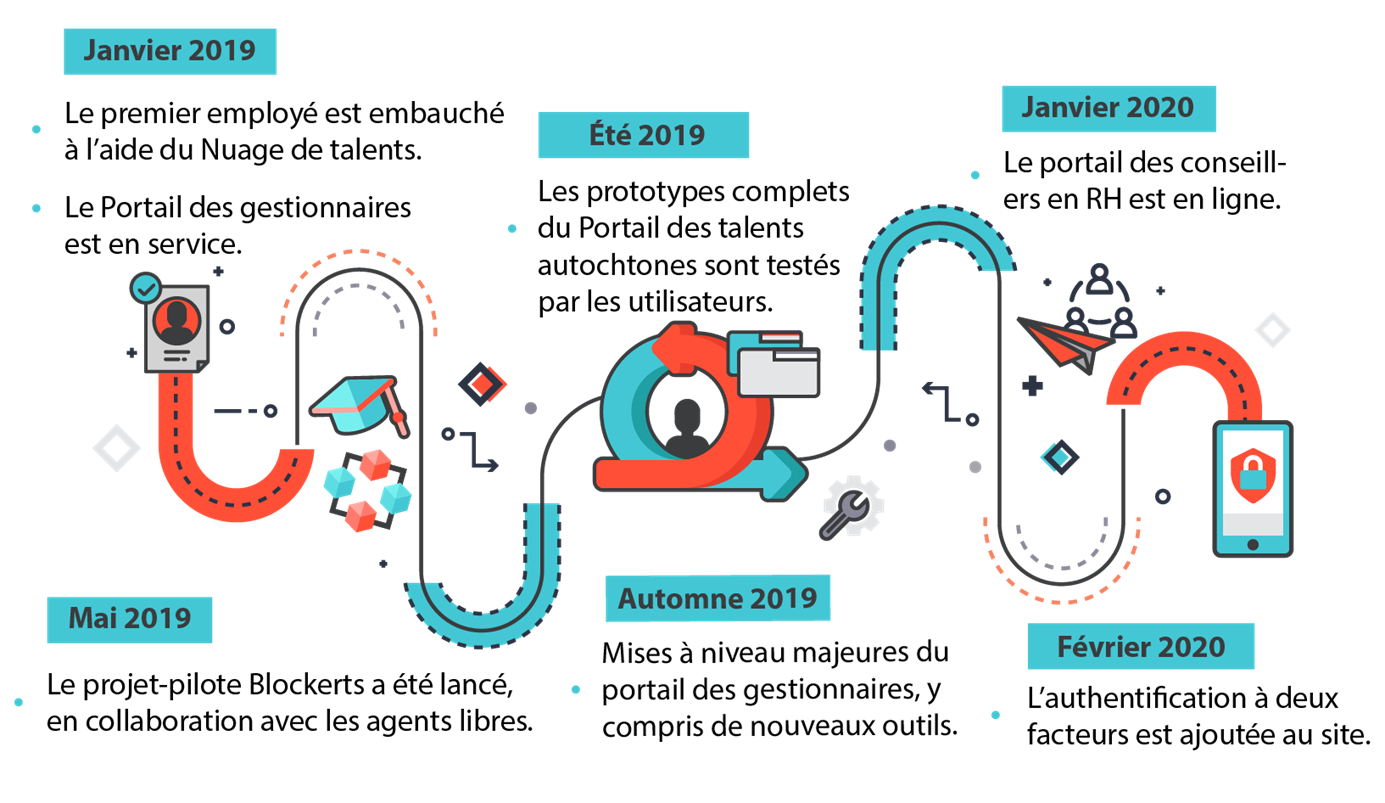 Janvier 2019
Le premier employé est embauché
à l’aide du Nuage de talents.
Le Portail des gestionnaires
est en service.
Mai 2019
Le projet-pilote Blockerts a été lancé,
en collaboration avec les agents libres.
Été 2019
Les prototypes complets
du Portail des talents
autochtones sont testés
par les utilisateurs.
Automne 2019
Mises à niveau majeures du
portail des gestionnaires, y
compris de nouveaux outils.
Janvier 2020
Le portail des conseill-
ers en RH est en ligne.
Février 2020
L’authentification à deux
facteurs est ajoutée au site.